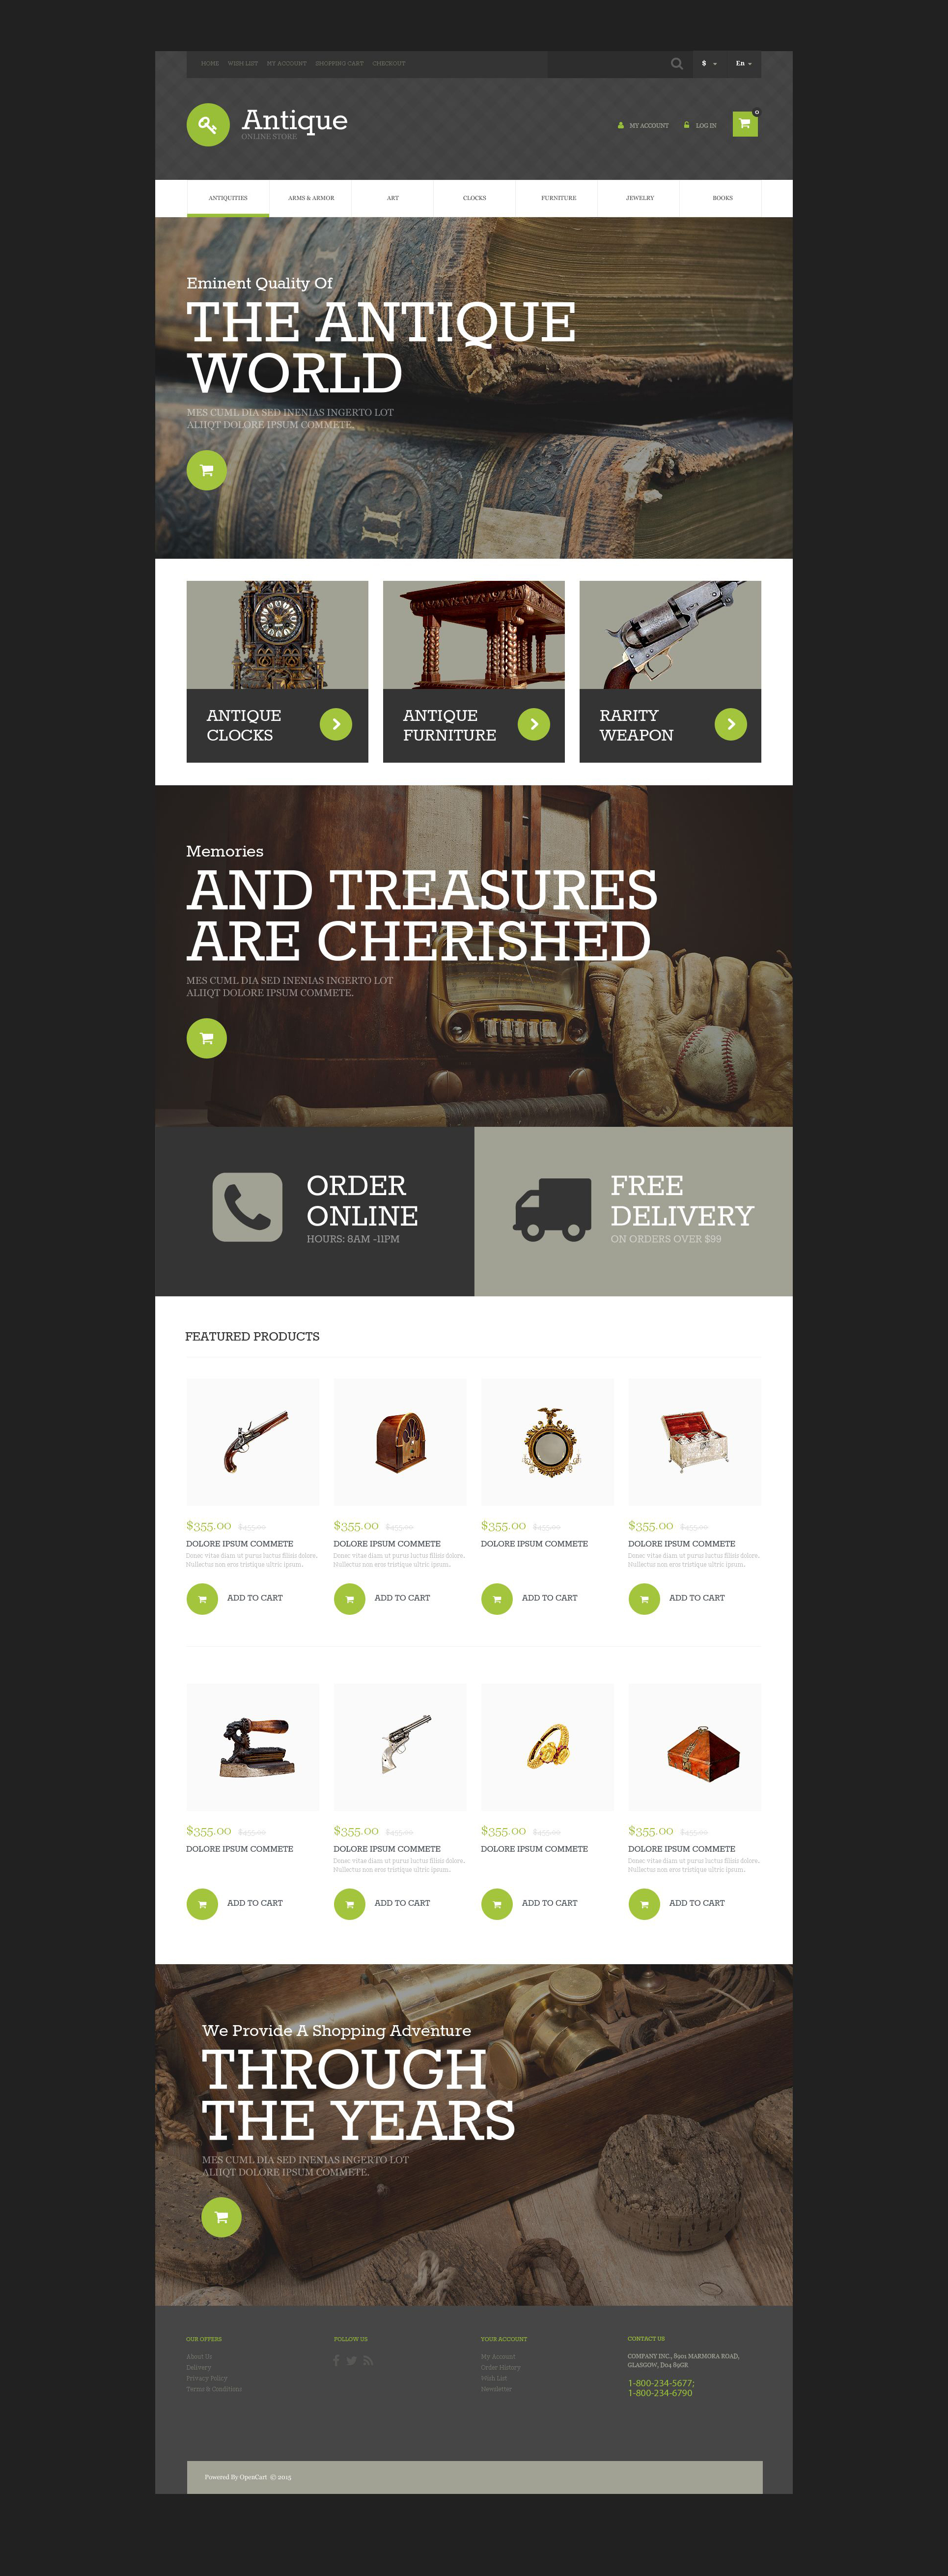 HOME WISH LIST MY ACCOUNT SHOPPING CART CHECKOUT
$ En
Antique
ONLINE STORE
MY ACCOUNT LOG IN 0
ANTIQUITIES ARMS & ARMOR ART CLOCKS FURNITURE JEWELRY BOOKS
Eminent Quality Of
THE ANTIQUE
WORLD
MES CUML DIA SED INENIAS INGERTO LOT
ALIIQT DOLORE IPSUM COMMETE.
II
ANTIQUE
CLOCKS
ANTIQUE
FURNITURE
RARITY
WEAPON
Memories
AND TREASURES
ARE CHERISHED
MES CUML DIA SED INENIAS INGERTO LOT
ALIIQT DOLORE IPSUM COMMETE.
ORDER
ONLINE
HOURS: 8AM -11PM
FREE
DELIVERY
ON ORDERS OVER $99
FEATURED PRODUCTS
$355.00 $455.00
DOLORE IPSUM COMMETE
Donec vitae diam ut purus luctus filisis dolore.
Nullectus non eros tristique ultric ipsum.
ADD TO CART
$355.00 $455.00
DOLORE IPSUM COMMETE
Donec vitae diam ut purus luctus filisis dolore.
Nullectus non eros tristique ultric ipsum.
ADD TO CART
$355.00 $455.00
DOLORE IPSUM COMMETE
ADD TO CART
$355.00 $455.00
DOLORE IPSUM COMMETE
Donec vitae diam ut purus luctus filisis dolore.
Nullectus non eros tristique ultric ipsum.
ADD TO CART
$355.00 $455.00
DOLORE IPSUM COMMETE
ADD TO CART
$355.00 $455.00
DOLORE IPSUM COMMETE
Donec vitae diam ut purus luctus filisis dolore.
Nullectus non eros tristique ultric ipsum.
ADD TO CART
$355.00 $455.00
DOLORE IPSUM COMMETE
ADD TO CART
$355.00 $455.00
DOLORE IPSUM COMMETE
Donec vitae diam ut purus luctus filisis dolore.
Nullectus non eros tristique ultric ipsum.
ADD TO CART
We Provide A Shopping Adventure
THROUGH
THE YEARS
MES CUML DIA SED INENIAS INGERTO LOT
ALIIQT DOLORE IPSUM COMMETE.
OUR OFFERS
About Us
Delivery
Privacy Policy
Terms & Conditions
FOLLOW US
YOUR ACCOUNT
My Account
Order History
Wish List
Newsletter
CONTACT US
COMPANY INC., 8901 MARMORA ROAD,
GLASGOW, D04 89GR
1-800-234-5677;
1-800-234-6790
Powered By OpenCart © 2015